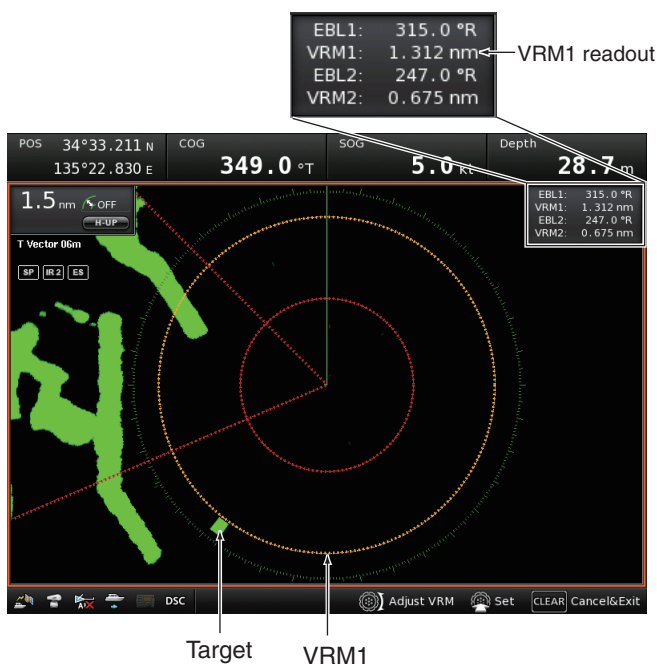 EBL1: 315.0 °R
VRM1: 1.312 nm
EBL2: 247.0 °R
VRM2: 0.675 nm
VRM1 readout
POS 34°33.211 N
135°22.830 E
COG
349.0 °T
SOG
5.0 kt
Depth
28.7 m
1.5 nm OFF
H-UP
T Vector 06m
SP IR 2 ES
EBL1: 315.0 °R
VRM1: 1.312 nm
EBL2: 247.0 °R
VRM2: 0.675 nm
DSC
Adjust VRM
Set
CLEAR Cancel&Exit
Target
VRM1